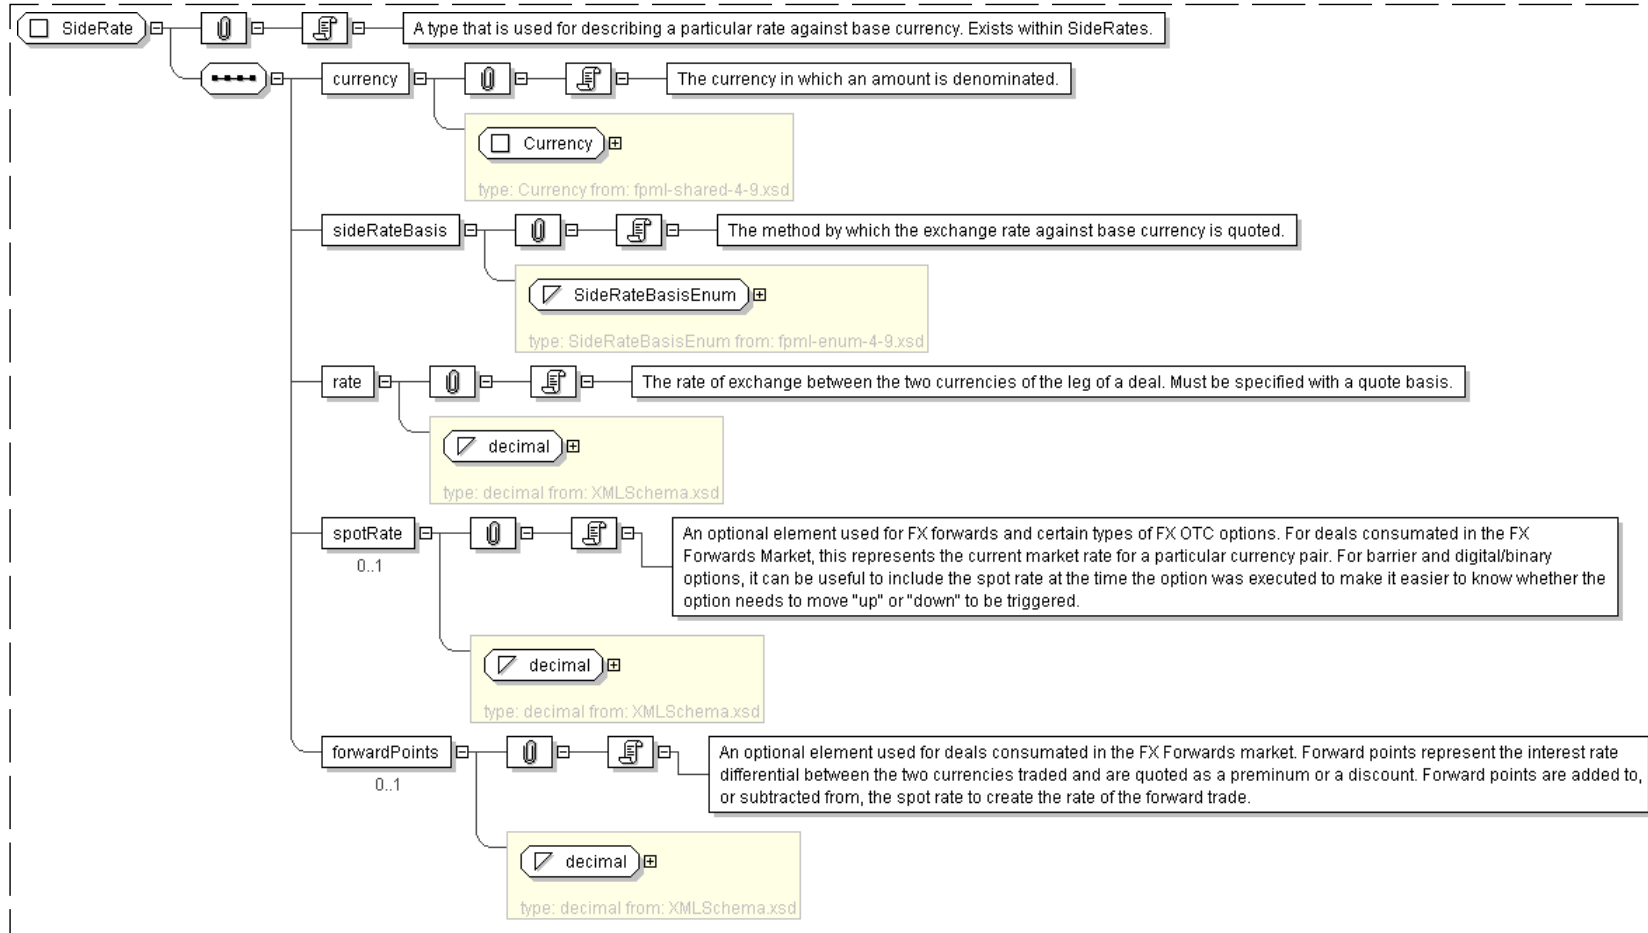 SideRate
A type that is used for describing a particular rate against base currency. Exists within SideRates.
currency
The currency in which an amount is denominated.
Currency
type: Currency from: fpml-shared-4-9.xsd
sideRateBasis
The method by which the exchange rate against base currency is quoted.
SideRateBasisEnum
type: SideRateBasisEnum from: fpml-enum-4-9.xsd
rate
The rate of exchange between the two currencies of the leg of a deal. Must be specified with a quote basis.
decimal
type: decimal from: XMLSchema.xsd
spotRate
0..1
An optional element used for FX forwards and certain types of FX OTC options. For deals consumated in the FX
Forwards Market, this represents the current market rate for a particular currency pair. For barrier and digital/binary
options, it can be useful to include the spot rate at the time the option was executed to make it easier to know whether the
option needs to move "up" or "down" to be triggered.
decimal
type: decimal from: XMLSchema.xsd
forwardPoints
0..1
An optional element used for deals consumated in the FX Forwards market. Forward points represent the interest rate
differential between the two currencies traded and are quoted as a preminum or a discount. Forward points are added to,
or subtracted from, the spot rate to create the rate of the forward trade.
decimal
type: decimal from: XMLSchema.xsd